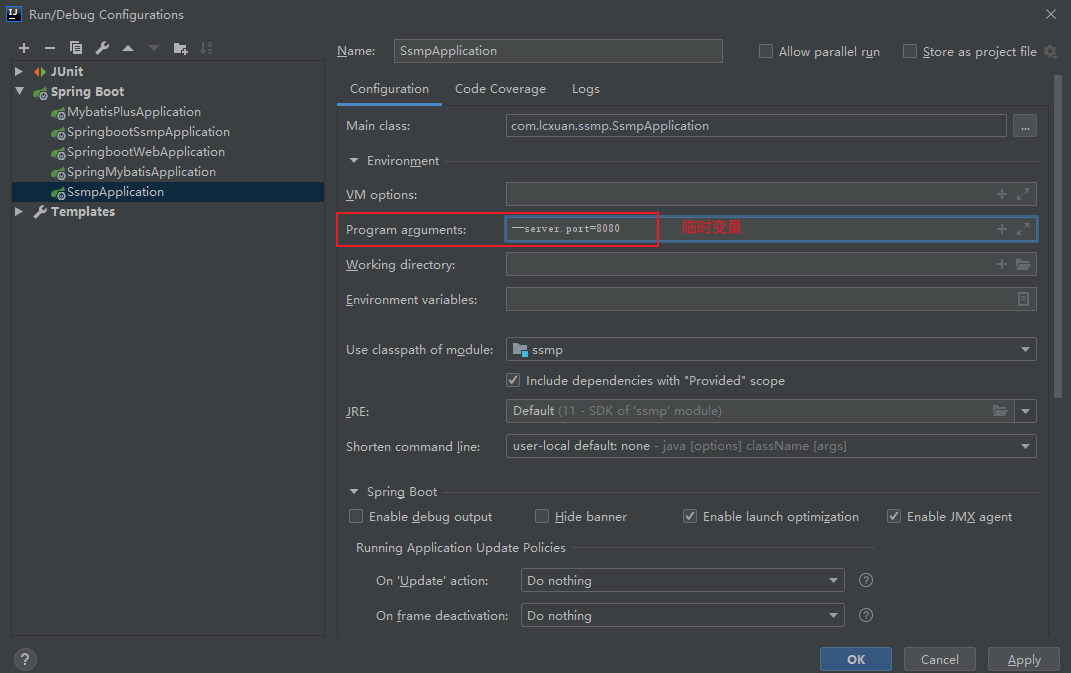 IJ Run/Debug Configurations
Name: SsmpApplication Allow parallel run Store as project file
JUnit
Spring Boot
MybatisPlusApplication
SpringbootSsmpApplication
SpringbootWebApplication
SpringMybatisApplication
SsmpApplication
Templates
Configuration Code Coverage Logs
Main class: com.lcxuan.ssmp.SsmpApplication ...
Environment
VM options:
Program arguments: --server.port=8080 临时变量
Working directory:
Environment variables:
Use classpath of module: ssmp
Include dependencies with "Provided" scope
JRE: Default (11 - SDK of 'ssmp' module)
Shorten command line: user-local default: none - java [options] className [args]
Spring Boot
Enable debug output Hide banner Enable launch optimization Enable JMX agent
Running Application Update Policies
On 'Update' action: Do nothing ?
On frame deactivation: Do nothing ?
? OK Cancel Apply